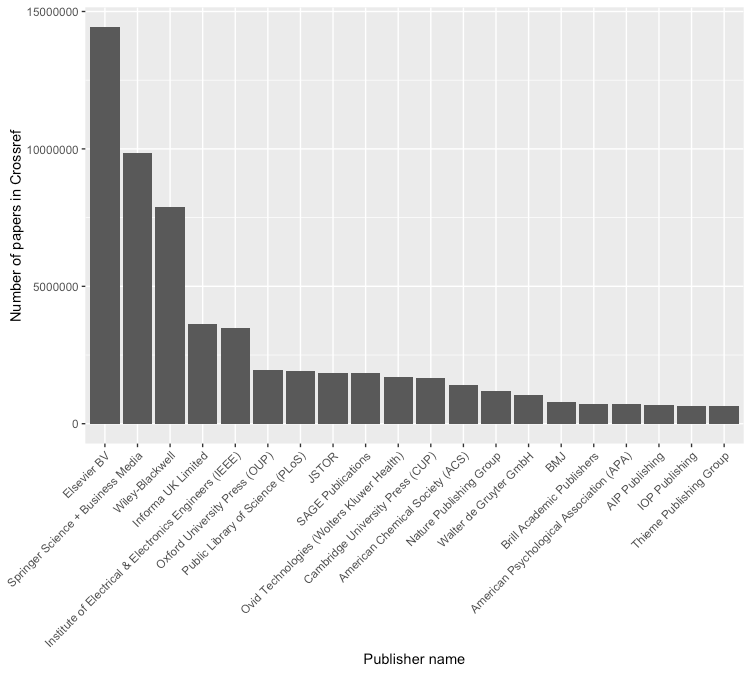 15000000
10000000
5000000
0
Number of papers in Crossref
Elsevier BV
Springer Science + Business Media
Wiley-Blackwell
Informa UK Limited
Institute of Electrical & Electronics Engineers (IEEE)
Oxford University Press (OUP)
Public Library of Science (PLoS)
JSTOR
SAGE Publications
Ovid Technologies (Wolters Kluwer Health)
Cambridge University Press (CUP)
American Chemical Society (ACS)
Nature Publishing Group
Walter de Gruyter GmbH
BMJ
Brill Academic Publishers
American Psychological Association (APA)
AIP Publishing
IOP Publishing
Thieme Publishing Group
Publisher name